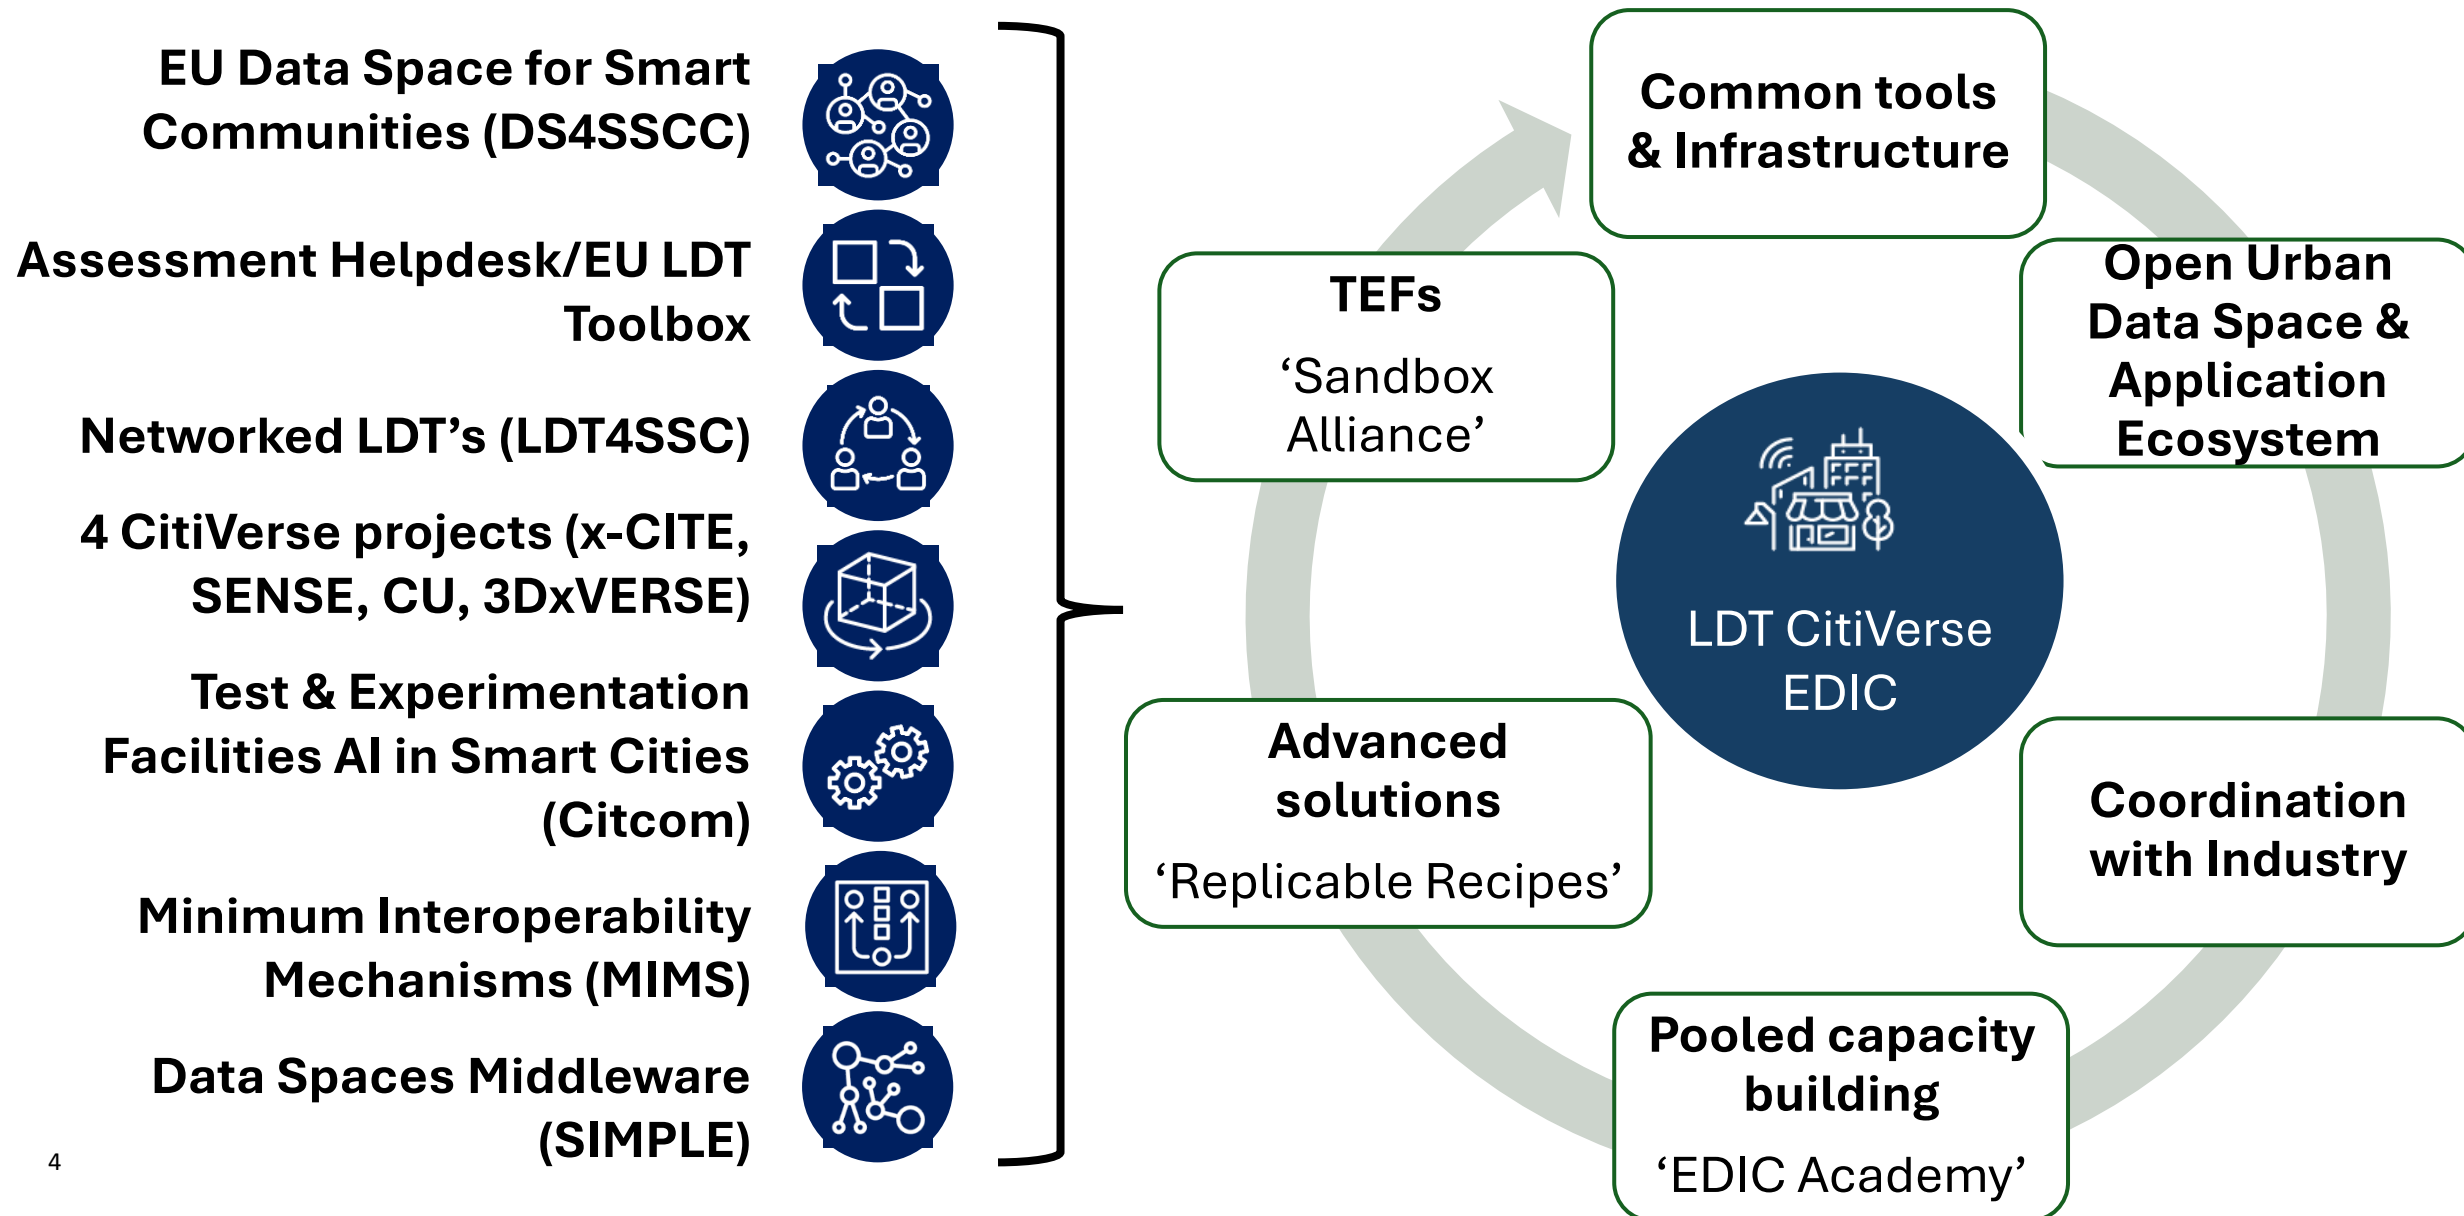 EU Data Space for Smart
Communities (DS4SSCC)
Assessment Helpdesk/EU LDT
Toolbox
Networked LDT’s (LDT4SSC)
4 CitiVerse projects (x-CITE,
SENSE, CU, 3DxVERSE)
Test & Experimentation
Facilities AI in Smart Cities
(Citcom)
Minimum Interoperability
Mechanisms (MIMS)
Data Spaces Middleware
(SIMPLE)
4
Common tools
& Infrastructure
Open Urban
Data Space &
Application
Ecosystem
Coordination
with Industry
Pooled capacity
building
‘EDIC Academy’
Advanced
solutions
‘Replicable Recipes’
TEFs
‘Sandbox
Alliance’
LDT CitiVerse
EDIC